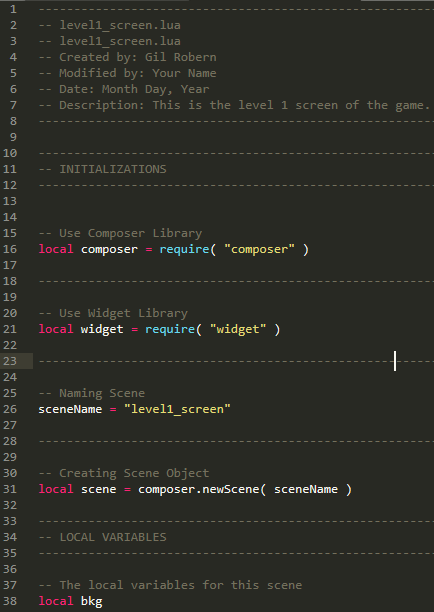 1 -----------------------------------------------------------------
2 -- level1_screen.lua
3 -- level1_screen.lua
4 -- Created by: Gil Robern
5 -- Modified by: Your Name
6 -- Date: Month Day, Year
7 -- Description: This is the level 1 screen of the game.
8 -----------------------------------------------------------------
9
10 -----------------------------------------------------------------
11 -- INITIALIZATIONS
12 -----------------------------------------------------------------
13
14
15 -- Use Composer Library
16 local composer = require( "composer" )
17
18 -----------------------------------------------------------------
19
20 -- Use Widget Library
21 local widget = require( "widget" )
22
23 -----------------------------------------------------------------
24
25 -- Naming Scene
26 sceneName = "level1_screen"
27
28 -----------------------------------------------------------------
29
30 -- Creating Scene Object
31 local scene = composer.newScene( sceneName )
32
33 -----------------------------------------------------------------
34 -- LOCAL VARIABLES
35 -----------------------------------------------------------------
36
37 -- The local variables for this scene
38 local bkg